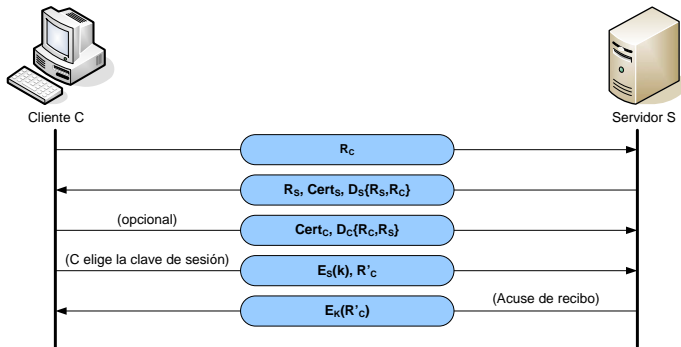 Cliente C
Servidor S
R_C
R_S, Cert_S, D_S{R_S,R_C}
(opcional)
Cert_C, D_C{R_C,R_S}
(C elige la clave de sesión)
E_S(k), R'_C
(Acuse de recibo)
E_K(R'_C)